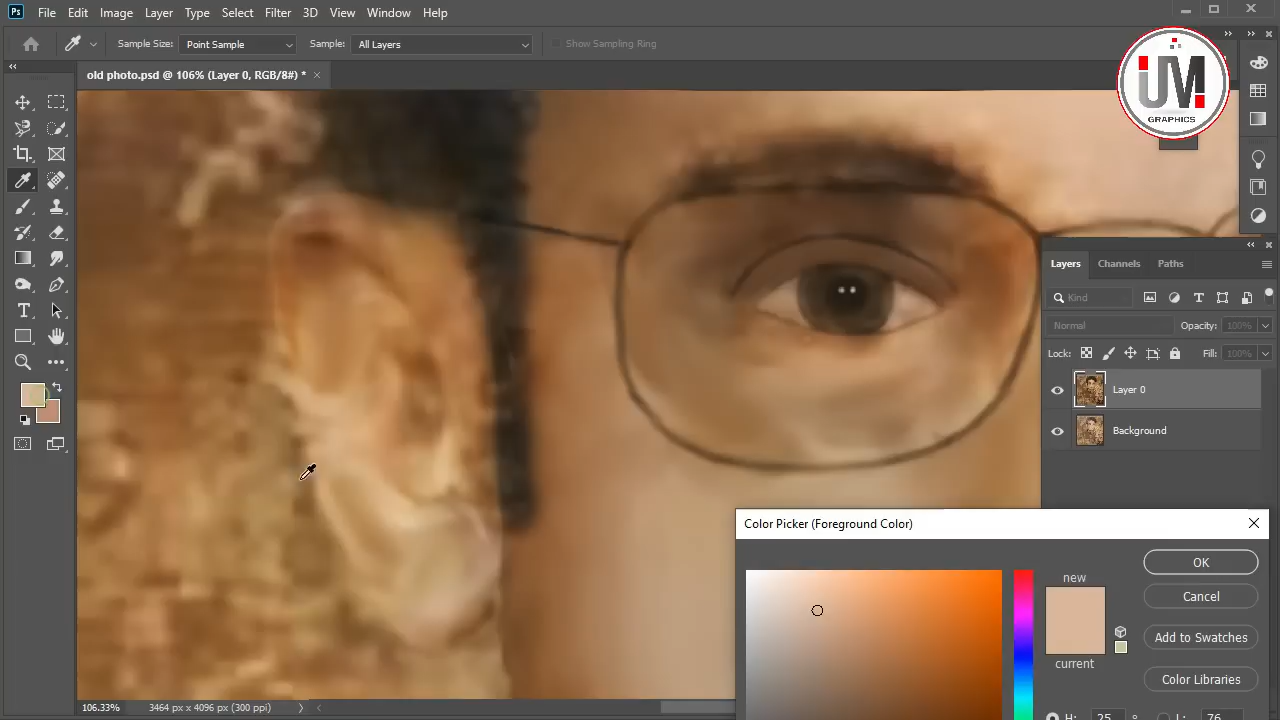 Ps File Edit Image Layer Type Select Filter 3D View Window Help
Sample Size: Point Sample Sample: All Layers Show Sampling Ring
old photo.psd @ 106% (Layer 0, RGB/8#) * ×
UM
GRAPHICS
Layers Channels Paths
Kind
Normal Opacity: 100%
Lock: Fill: 100%
Layer 0
Background
Color Picker (Foreground Color)
new
OK
Cancel
Add to Swatches
current
Color Libraries
H: 25 ° L: 76
106.33% 3464 px x 4096 px (300 ppi)